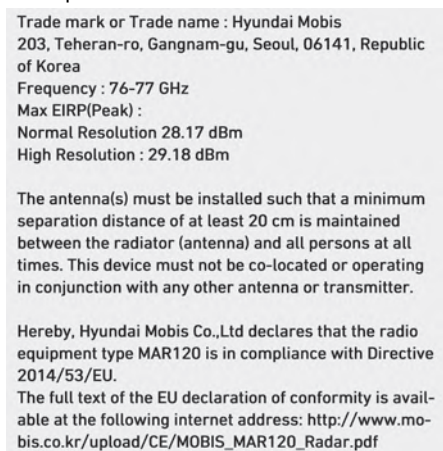 Trade mark or Trade name : Hyundai Mobis
203, Teheran-ro, Gangnam-gu, Seoul, 06141, Republic
of Korea
Frequency : 76-77 GHz
Max EIRP(Peak) :
Normal Resolution 28.17 dBm
High Resolution : 29.18 dBm
The antenna(s) must be installed such that a minimum
separation distance of at least 20 cm is maintained
between the radiator (antenna) and all persons at all
times. This device must not be co-located or operating
in conjunction with any other antenna or transmitter.
Hereby, Hyundai Mobis Co.,Ltd declares that the radio
equipment type MAR120 is in compliance with Directive
2014/53/EU.
The full text of the EU declaration of conformity is avail-
able at the following internet address: http://www.mo-
bis.co.kr/upload/CE/MOBIS_MAR120_Radar.pdf